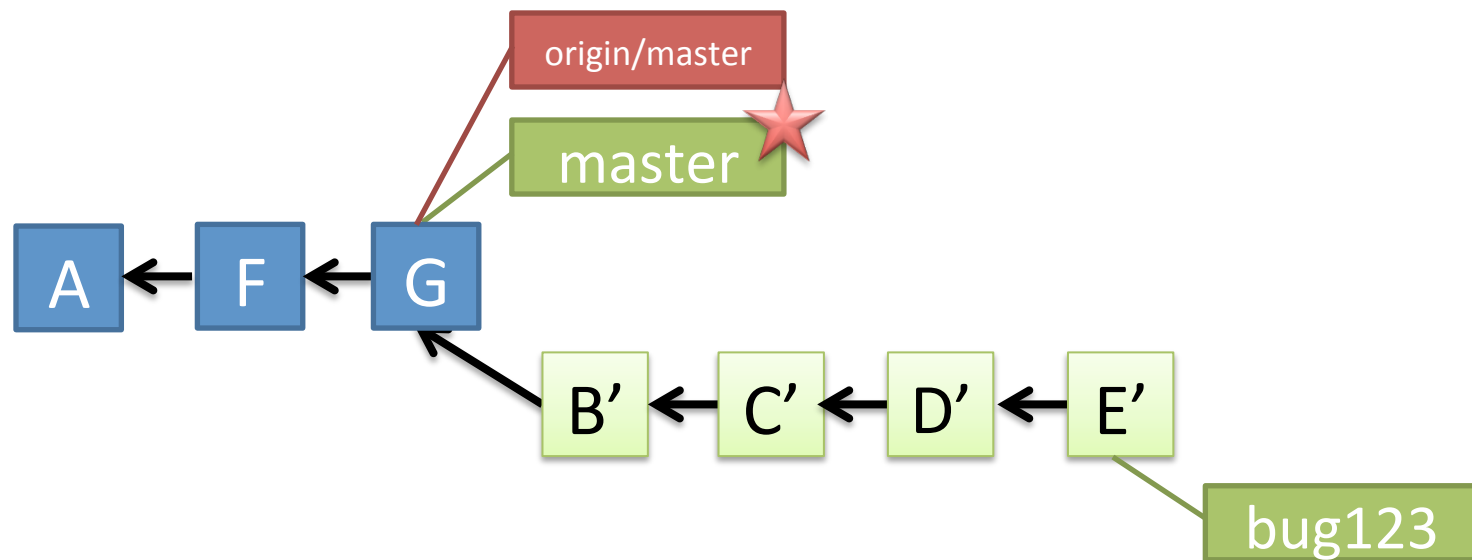 origin/master
master
A
F
G
B’
C’
D’
E’
bug123